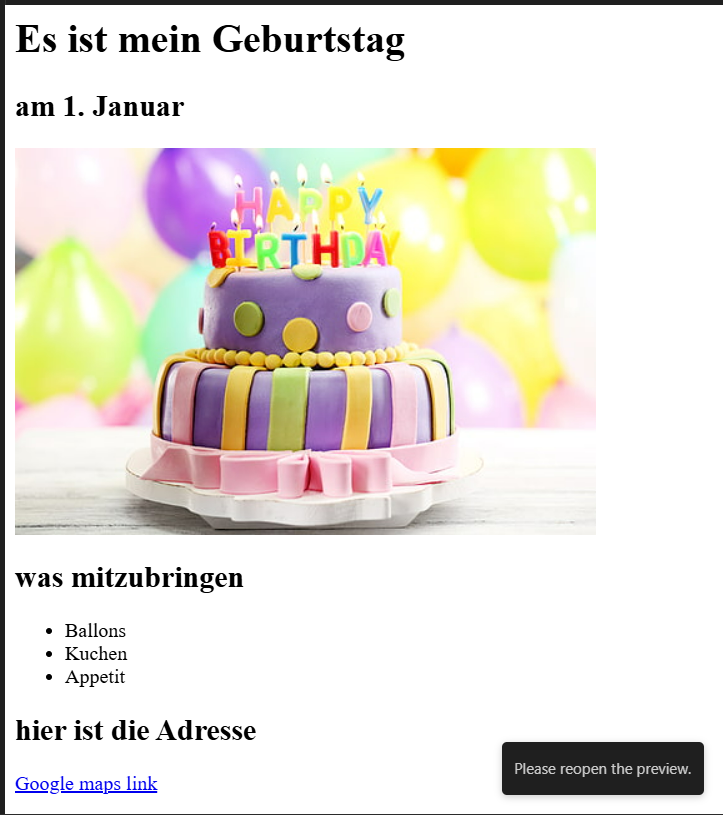 Es ist mein Geburtstag
am 1. Januar
HAPPY
BIRTHDAY
was mitzubringen
Ballons
Kuchen
Appetit
hier ist die Adresse
Google maps link
Please reopen the preview.